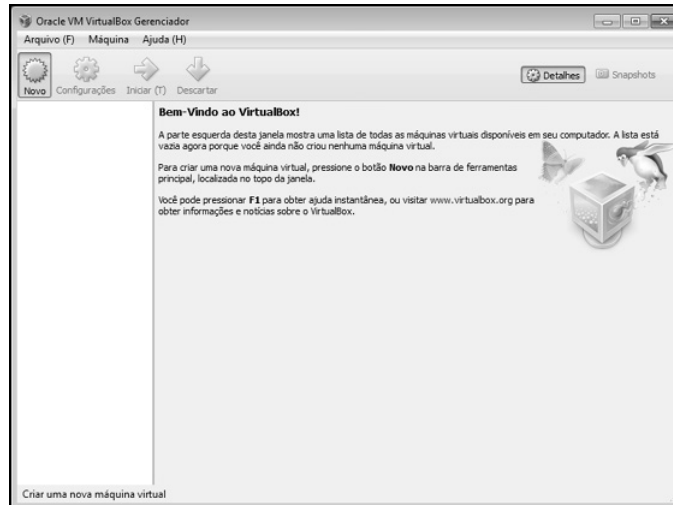 Oracle VM VirtualBox Gerenciador
Arquivo (F) Máquina Ajuda (H)
Novo Configurações Iniciar (T) Descartar Detalhes Snapshots
Bem-Vindo ao VirtualBox!
A parte esquerda desta janela mostra uma lista de todas as máquinas virtuais disponíveis em seu computador. A lista está
vazia agora porque você ainda não criou nenhuma máquina virtual.
Para criar uma nova máquina virtual, pressione o botão Novo na barra de ferramentas
principal, localizada no topo da janela.
Você pode pressionar F1 para obter ajuda instantânea, ou visitar www.virtualbox.org para
obter informações e notícias sobre o VirtualBox.
Criar uma nova máquina virtual